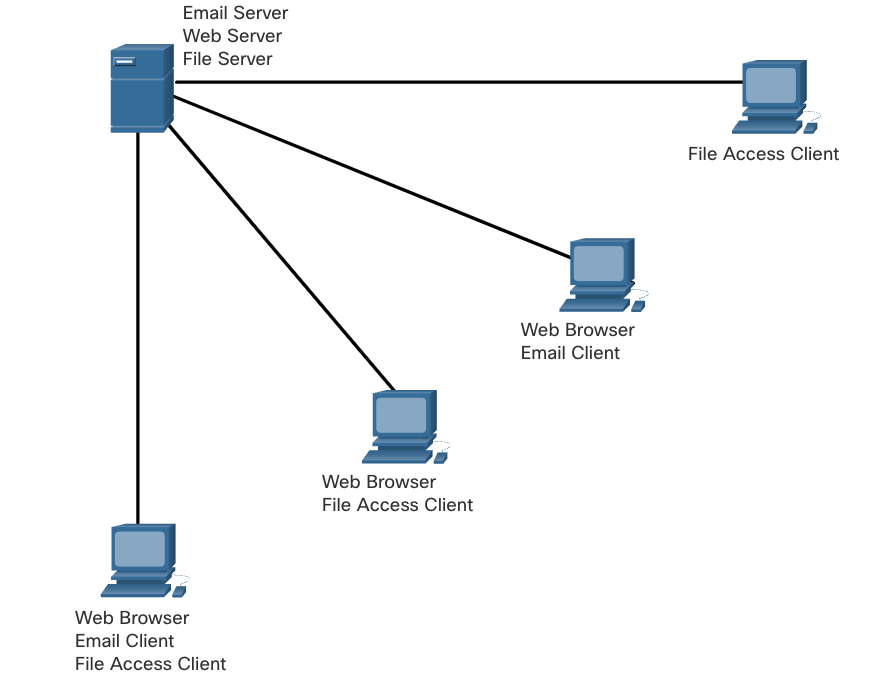 Email Server
Web Server
File Server
File Access Client
Web Browser
Email Client
Web Browser
File Access Client
Web Browser
Email Client
File Access Client